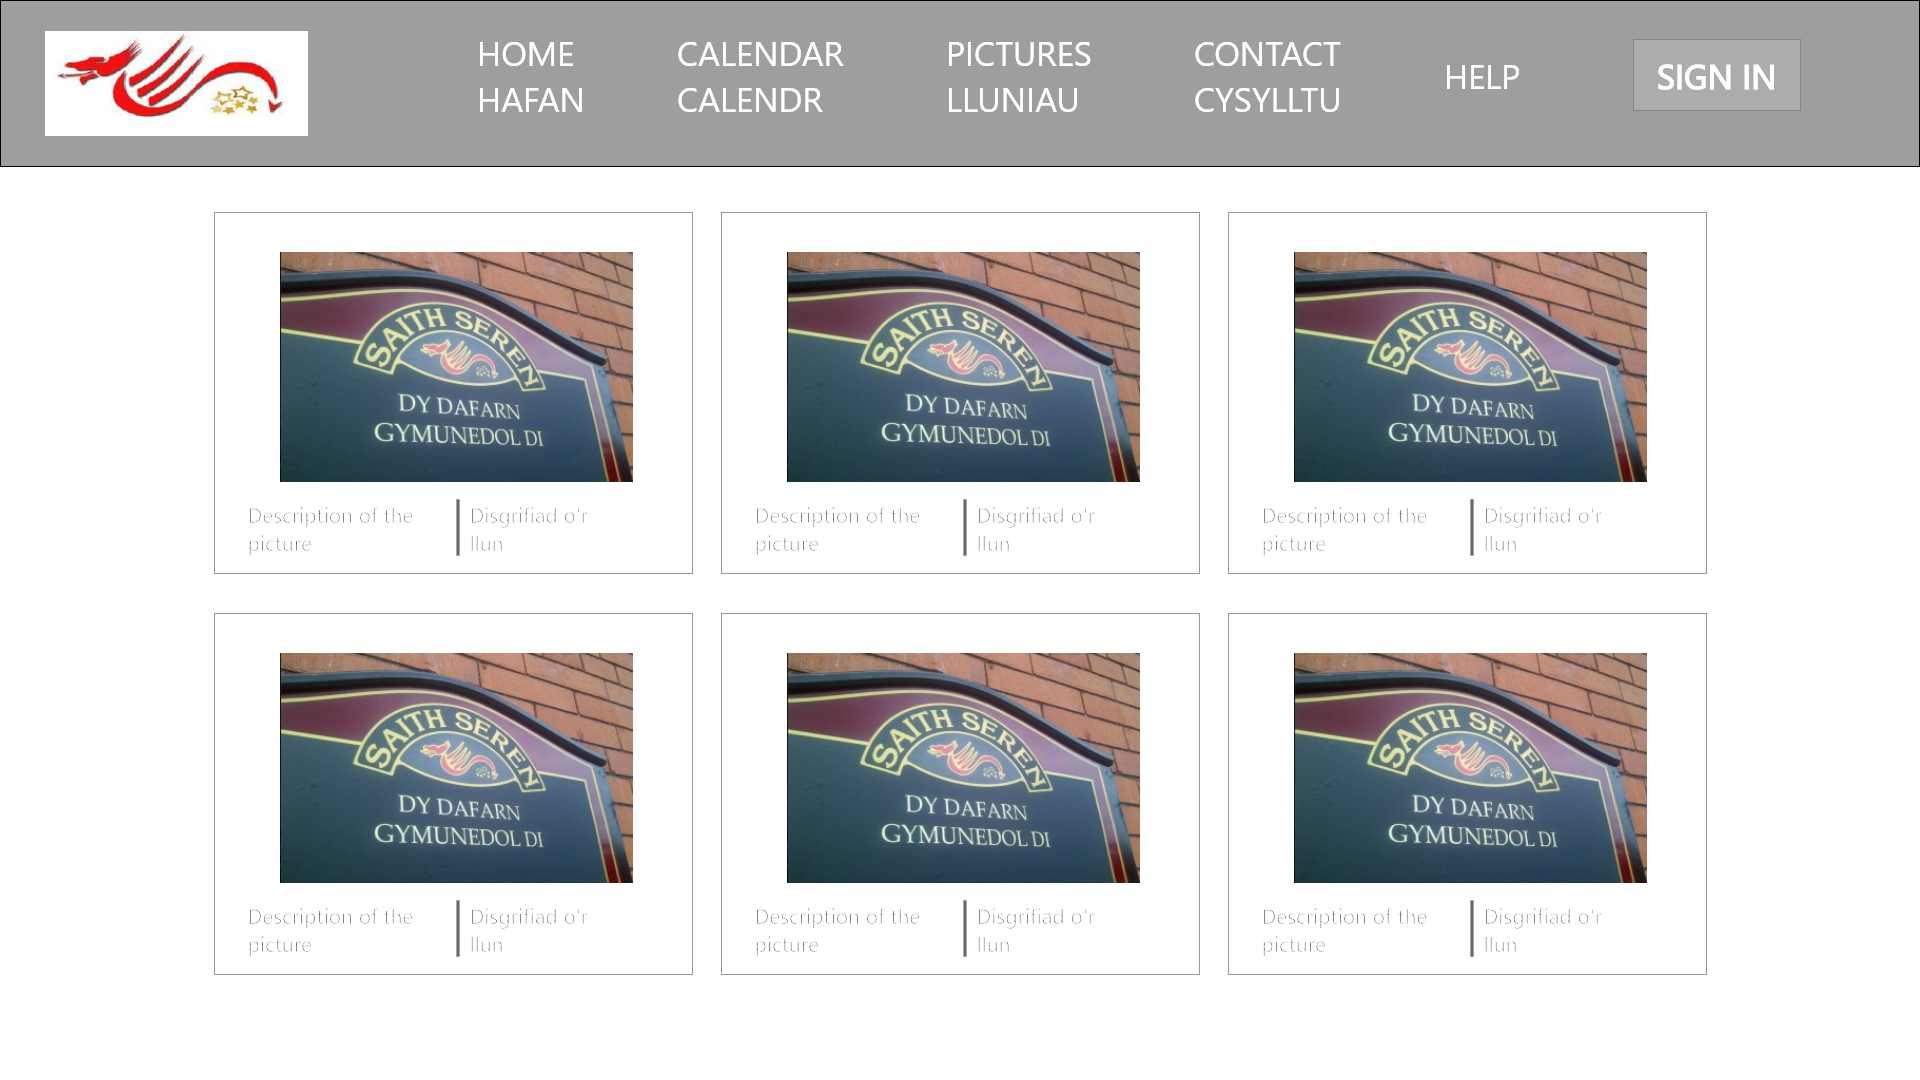 HOME
HAFAN
CALENDAR
CALENDR
PICTURES
LLUNIAU
CONTACT
CYSYLLTU
HELP
SIGN IN
SAITH SEREN
DY DAFARN
GYMUNEDOL DI
Description of the
picture
Disgrifiad o'r
llun
SAITH SEREN
DY DAFARN
GYMUNEDOL DI
Description of the
picture
Disgrifiad o'r
llun
SAITH SEREN
DY DAFARN
GYMUNEDOL DI
Description of the
picture
Disgrifiad o'r
llun
SAITH SEREN
DY DAFARN
GYMUNEDOL DI
Description of the
picture
Disgrifiad o'r
llun
SAITH SEREN
DY DAFARN
GYMUNEDOL DI
Description of the
picture
Disgrifiad o'r
llun
SAITH SEREN
DY DAFARN
GYMUNEDOL DI
Description of the
picture
Disgrifiad o'r
llun